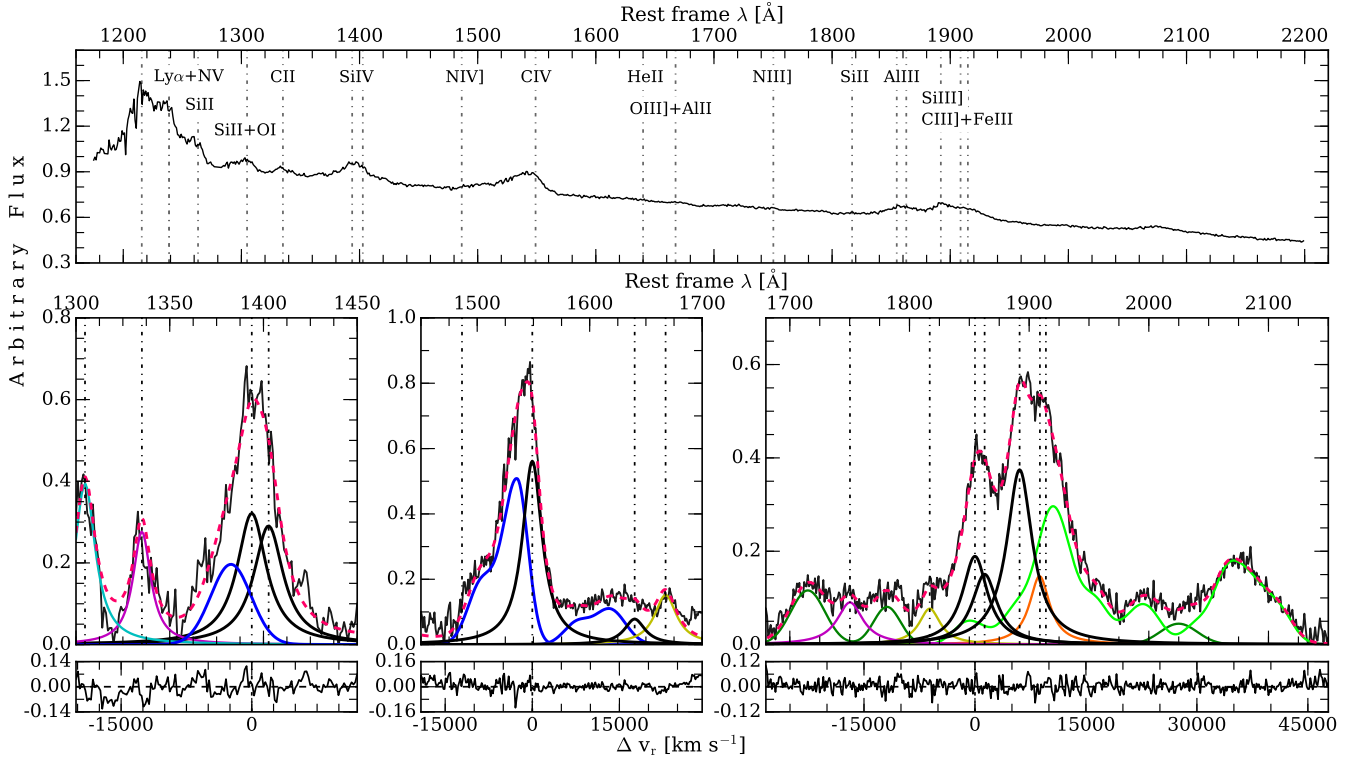 Rest frame λ [Å]
1200 1300 1400 1500 1600 1700 1800 1900 2000 2100 2200
1.5
1.2
0.9
0.6
0.3
Lyα+NV CII SiIV NIV] CIV HeII NIII] SiII AlIII
SiII
SiII+OI
OIII]+AlII
SiIII]
CIII]+FeIII
Arbitrary Flux
Rest frame λ [Å]
1300 1350 1400 1450
1500 1600 1700
1700 1800 1900 2000 2100
0.8
0.6
0.4
0.2
0.0
1.0
0.8
0.6
0.4
0.2
0.0
0.6
0.4
0.2
0.0
0.14
0.00
-0.14
0.16
0.00
-0.16
0.12
0.00
-0.12
-15000 0
-15000 0 15000
-15000 0 15000 30000 45000
Δ vᵣ [km s⁻¹]